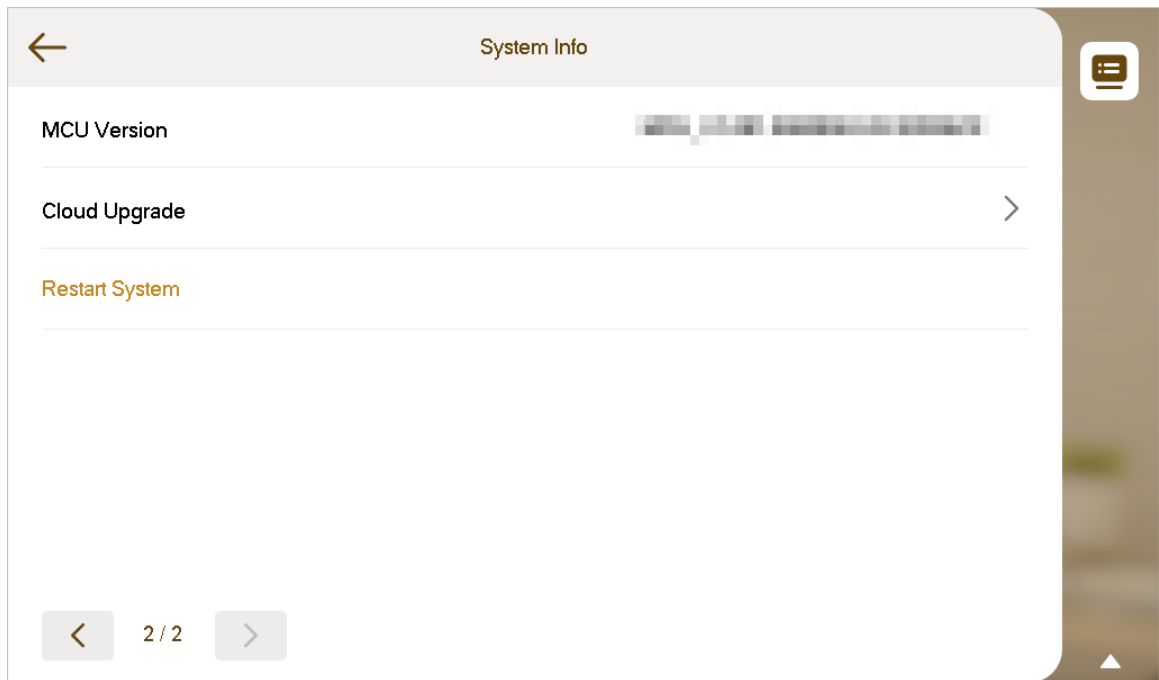 System Info
MCU Version
Cloud Upgrade
Restart System
2 / 2